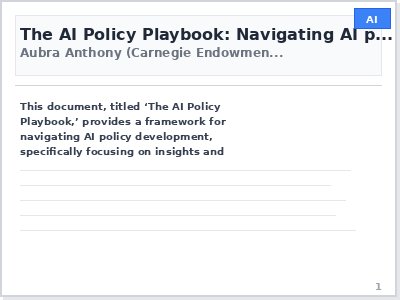 AI
The AI Policy Playbook: Navigating AI p...
Aubra Anthony (Carnegie Endowmen...
This document, titled ‘The AI Policy
Playbook,’ provides a framework for
navigating AI policy development,
specifically focusing on insights and
1